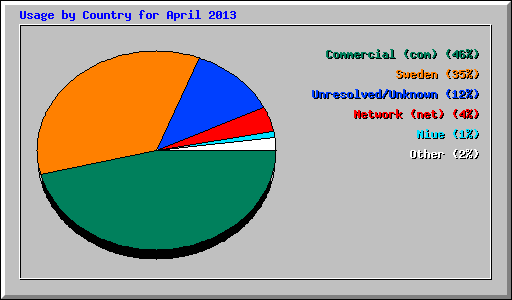 Usage by Country for April 2013
Commercial (com) (46%)
Sweden (35%)
Unresolved/Unknown (12%)
Network (net) (4%)
Niue (1%)
Other (2%)